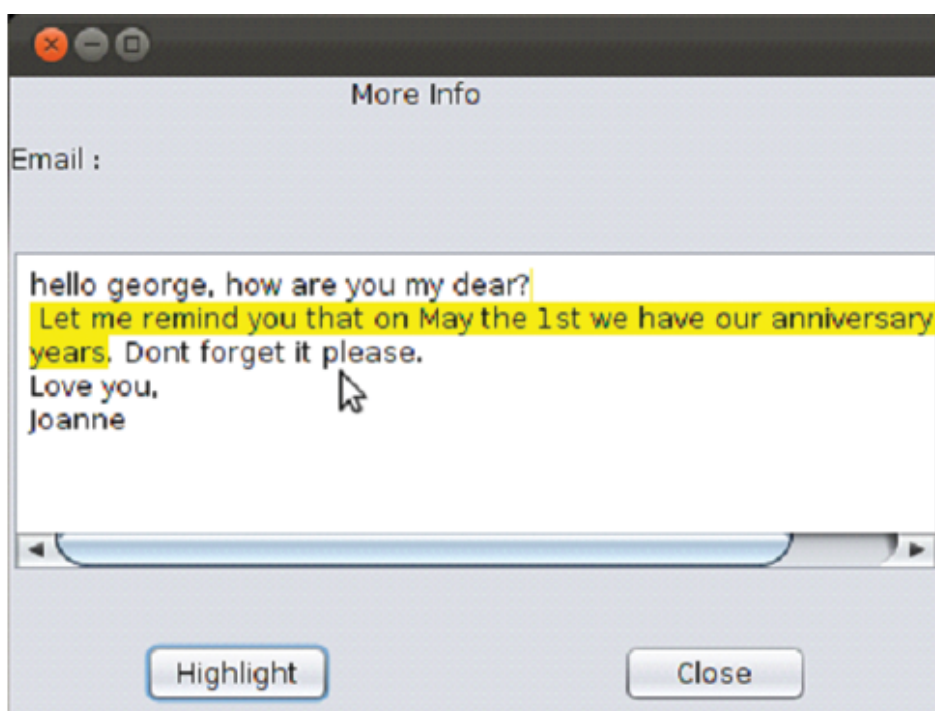 More Info
Email :
hello george, how are you my dear?
Let me remind you that on May the 1st we have our anniversary
years. Dont forget it please.
Love you,
Joanne
Highlight
Close